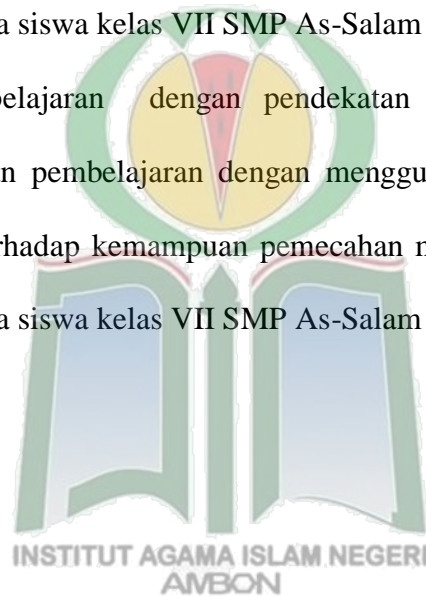 a siswa kelas VII SMP As-Salam
elajaran dengan pendekatan
n pembelajaran dengan menggu
rhadap kemampuan pemecahan m
a siswa kelas VII SMP As-Salam
INSTITUT AGAMA ISLAM NEGERI
AMBON